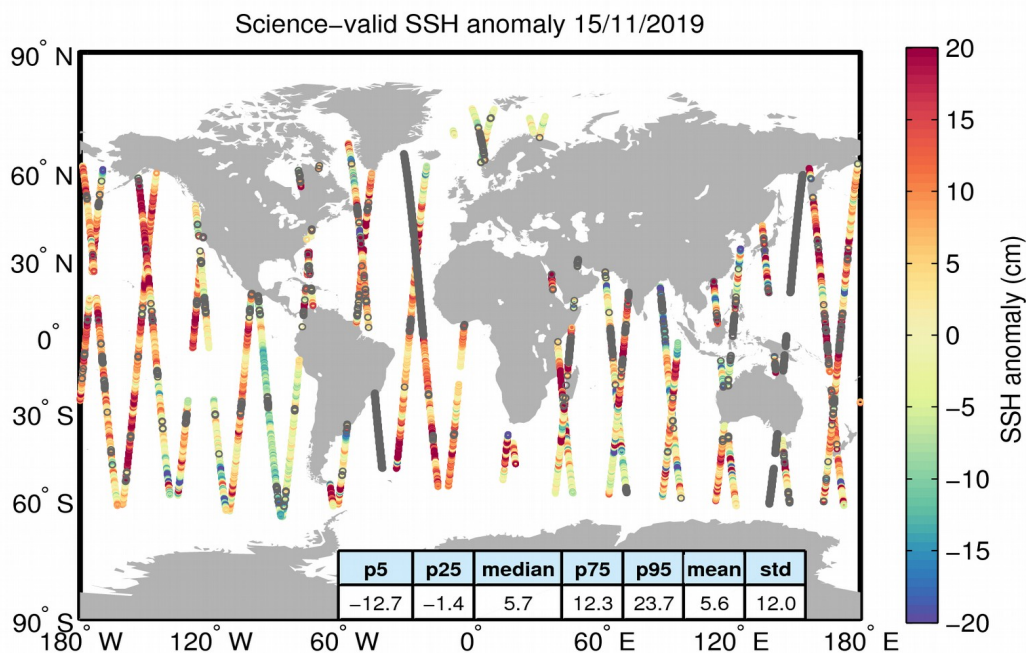 Science−valid SSH anomaly 15/11/2019
90° N
60° N
30° N
0°
30° S
60° S
90° S
180° W
120° W
60° W
0°
60° E
120° E
180° E
p5 p25 median p75 p95 mean std
−12.7 −1.4 5.7 12.3 23.7 5.6 12.0
20
15
10
5
0
−5
−10
−15
−20
SSH anomaly (cm)